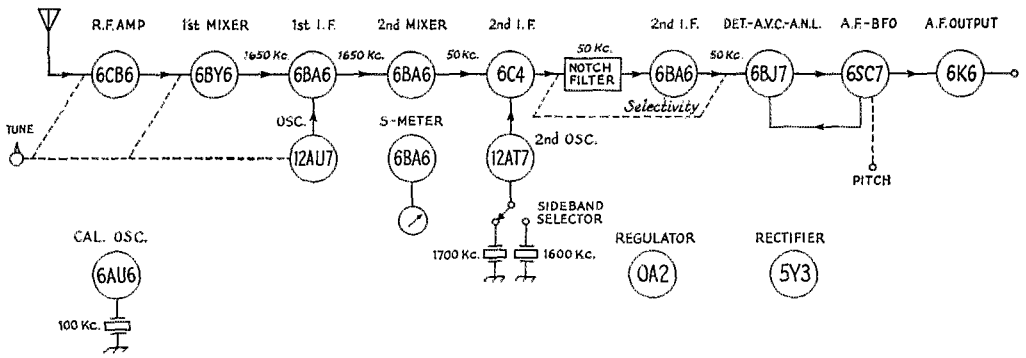 R.F. AMP 1st MIXER 1st I.F. 2nd MIXER 2nd I.F. 2nd I.F. DET.-A.V.C.-A.N.L. A.F.-BFO A.F. OUTPUT
1650 Kc. 1650 Kc. 50 Kc. 50 Kc. 50 Kc.
6CB6 6BY6 6BA6 6BA6 6C4 NOTCH FILTER 6BA6 6BJ7 6SC7 6K6
Selectivity
OSC. S-METER
TUNE 12AU7 6BA6 12AT7 2nd OSC.
PITCH
SIDEBAND
SELECTOR
CAL. OSC. 1700 Kc. 1600 Kc. REGULATOR RECTIFIER
6AU6 0A2 5Y3
100 Kc.